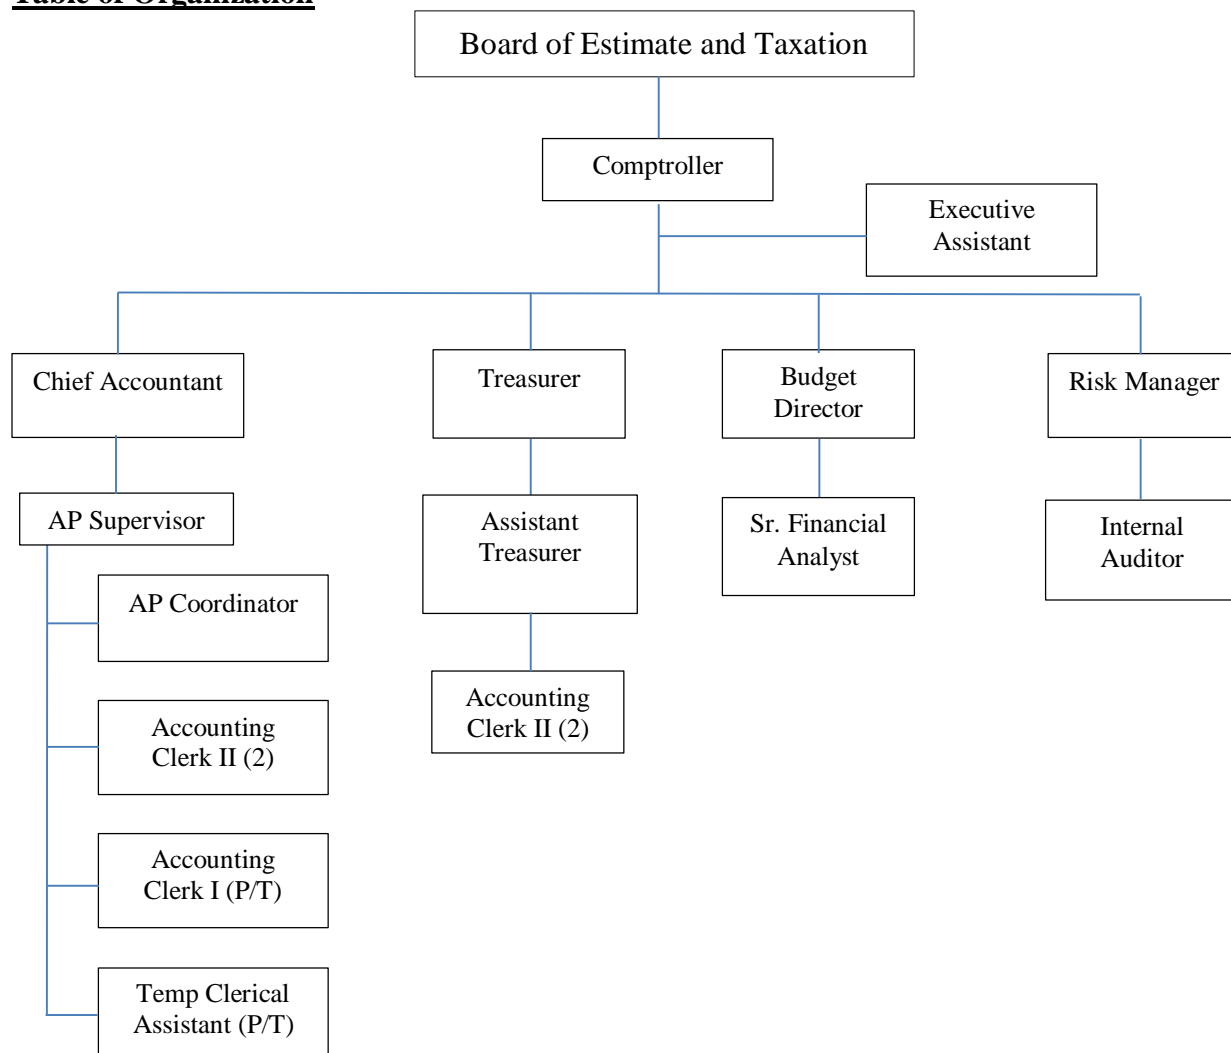 Table of Organization
Board of Estimate and Taxation
Comptroller
Executive
Assistant
Chief Accountant
Treasurer
Budget
Director
Risk Manager
AP Supervisor
Assistant
Treasurer
Sr. Financial
Analyst
Internal
Auditor
AP Coordinator
Accounting
Clerk II (2)
Accounting
Clerk II (2)
Accounting
Clerk I (P/T)
Temp Clerical
Assistant (P/T)